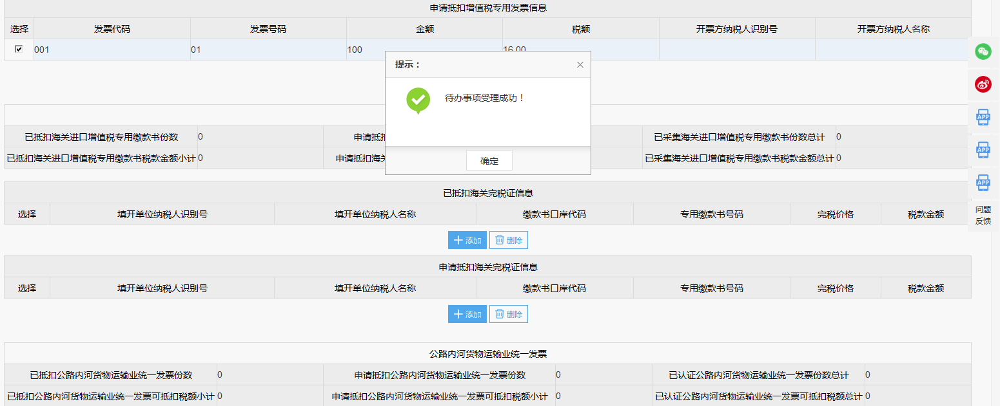 申请抵扣增值税专用发票信息
选择 发票代码 发票号码 金额 税额 开票方纳税人识别号 开票方纳税人名称
001 01 100 16.00
提示：
待办事项受理成功！
确定
已抵扣海关进口增值税专用缴款书份数 0 申请抵扣 已采集海关进口增值税专用缴款书份数总计 0
已抵扣海关进口增值税专用缴款书税款金额小计 0 申请抵扣海关 已采集海关进口增值税专用缴款书税款金额总计 0
已抵扣海关完税证信息
选择 填开单位纳税人识别号 填开单位纳税人名称 缴款书口岸代码 专用缴款书号码 完税价格 税款金额
添加 删除
申请抵扣海关完税证信息
选择 填开单位纳税人识别号 填开单位纳税人名称 缴款书口岸代码 专用缴款书号码 完税价格 税款金额
添加 删除
公路内河货物运输业统一发票
已抵扣公路内河货物运输业统一发票份数 0 申请抵扣公路内河货物运输业统一发票份数 0 已认证公路内河货物运输业统一发票份数总计 0
已抵扣公路内河货物运输业统一发票可抵扣税额小计 0 申请抵扣公路内河货物运输业统一发票可抵扣税额小计 0 已认证公路内河货物运输业统一发票可抵扣税额总计 0
APP
APP
APP
问题
反馈